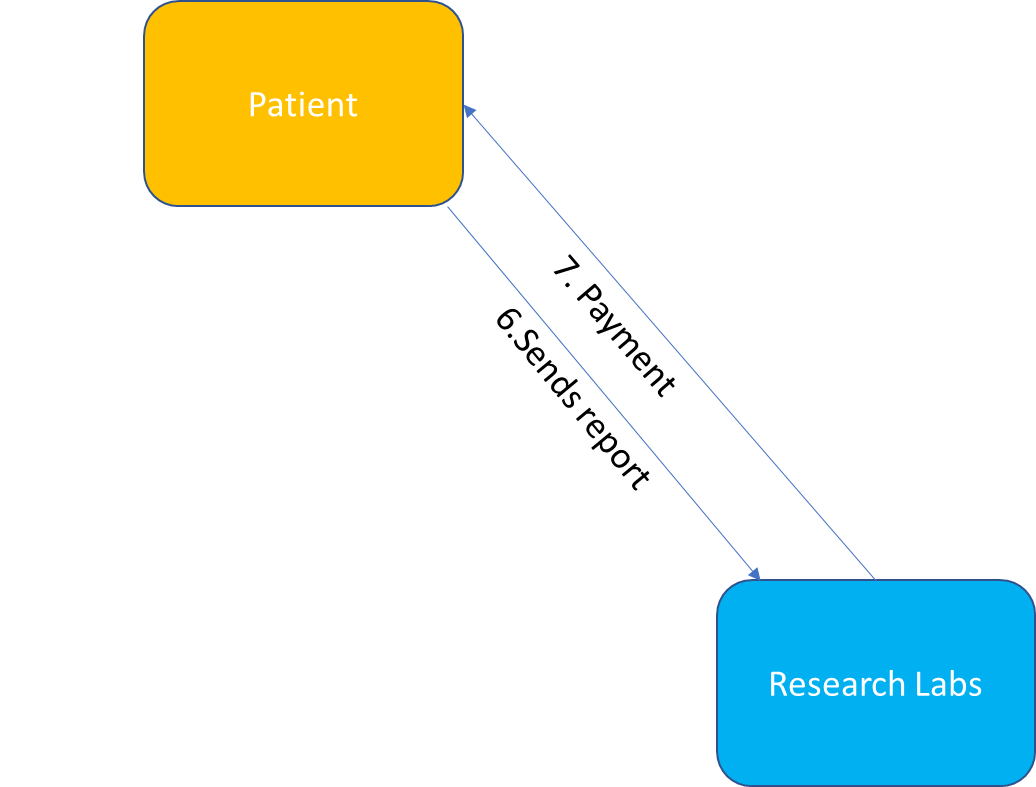 Patient
7. Payment
6.Sends report
Research Labs